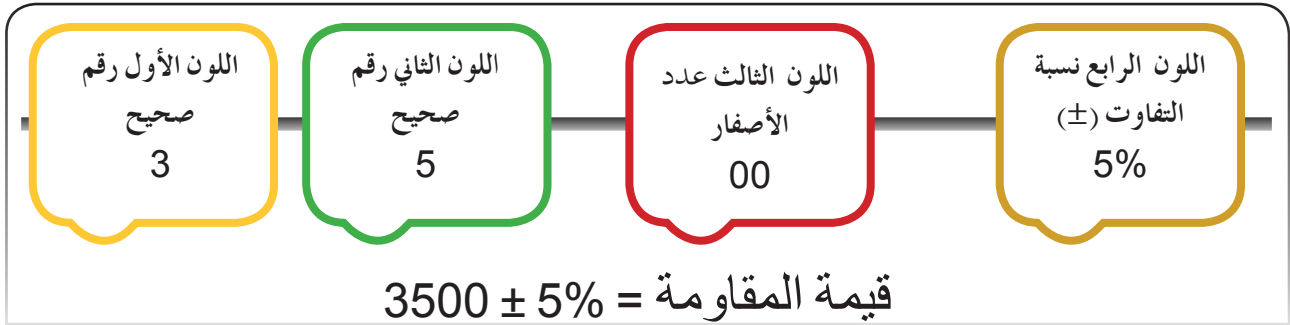 اللون الأول رقم
صحيح
3
اللون الثاني رقم
صحيح
5
اللون الثالث عدد
الأصفار
00
اللون الرابع نسبة
التفاوت (±)
5%
قيمة المقاومة = 3500 ± 5%